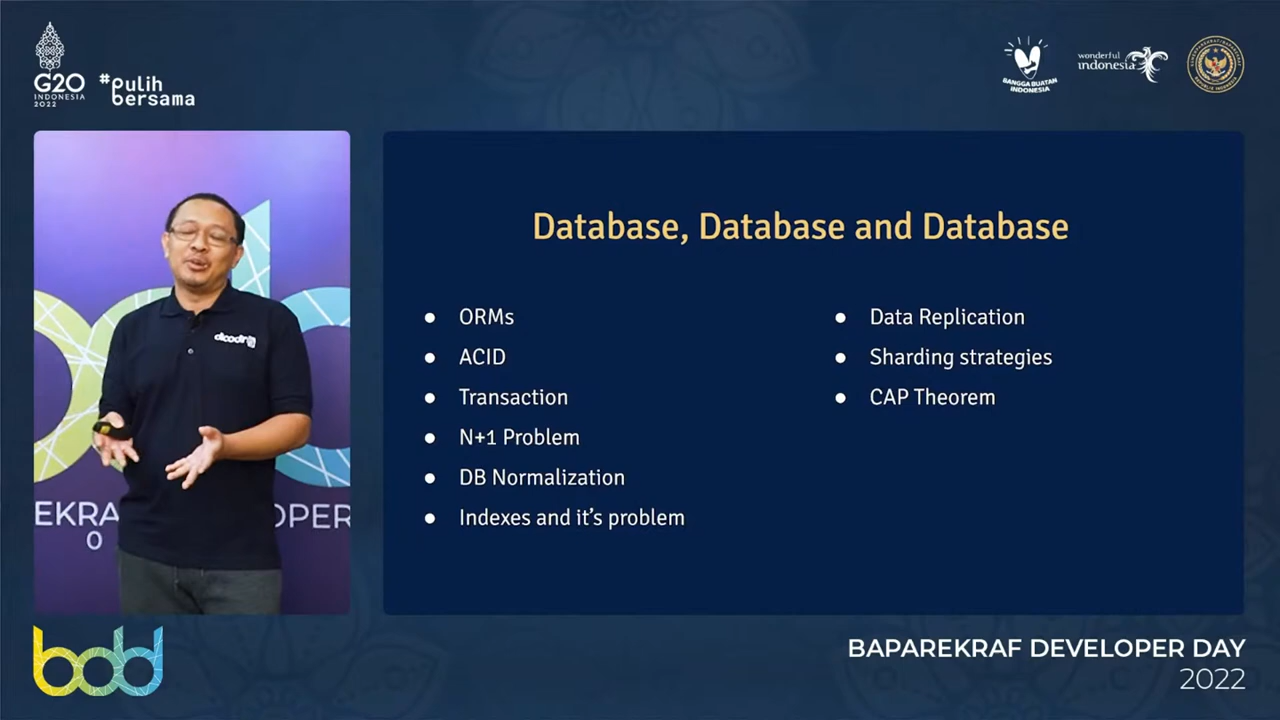 G20
INDONESIA
2022
#pulih
bersama
BANGGA BUATAN
INDONESIA
wonderful
indonesia
dicoding
EKRA
OPER
0
Database, Database and Database
● ORMs
● ACID
● Transaction
● N+1 Problem
● DB Normalization
● Indexes and it's problem
● Data Replication
● Sharding strategies
● CAP Theorem
bdd
BAPAREKRAF DEVELOPER DAY
2022